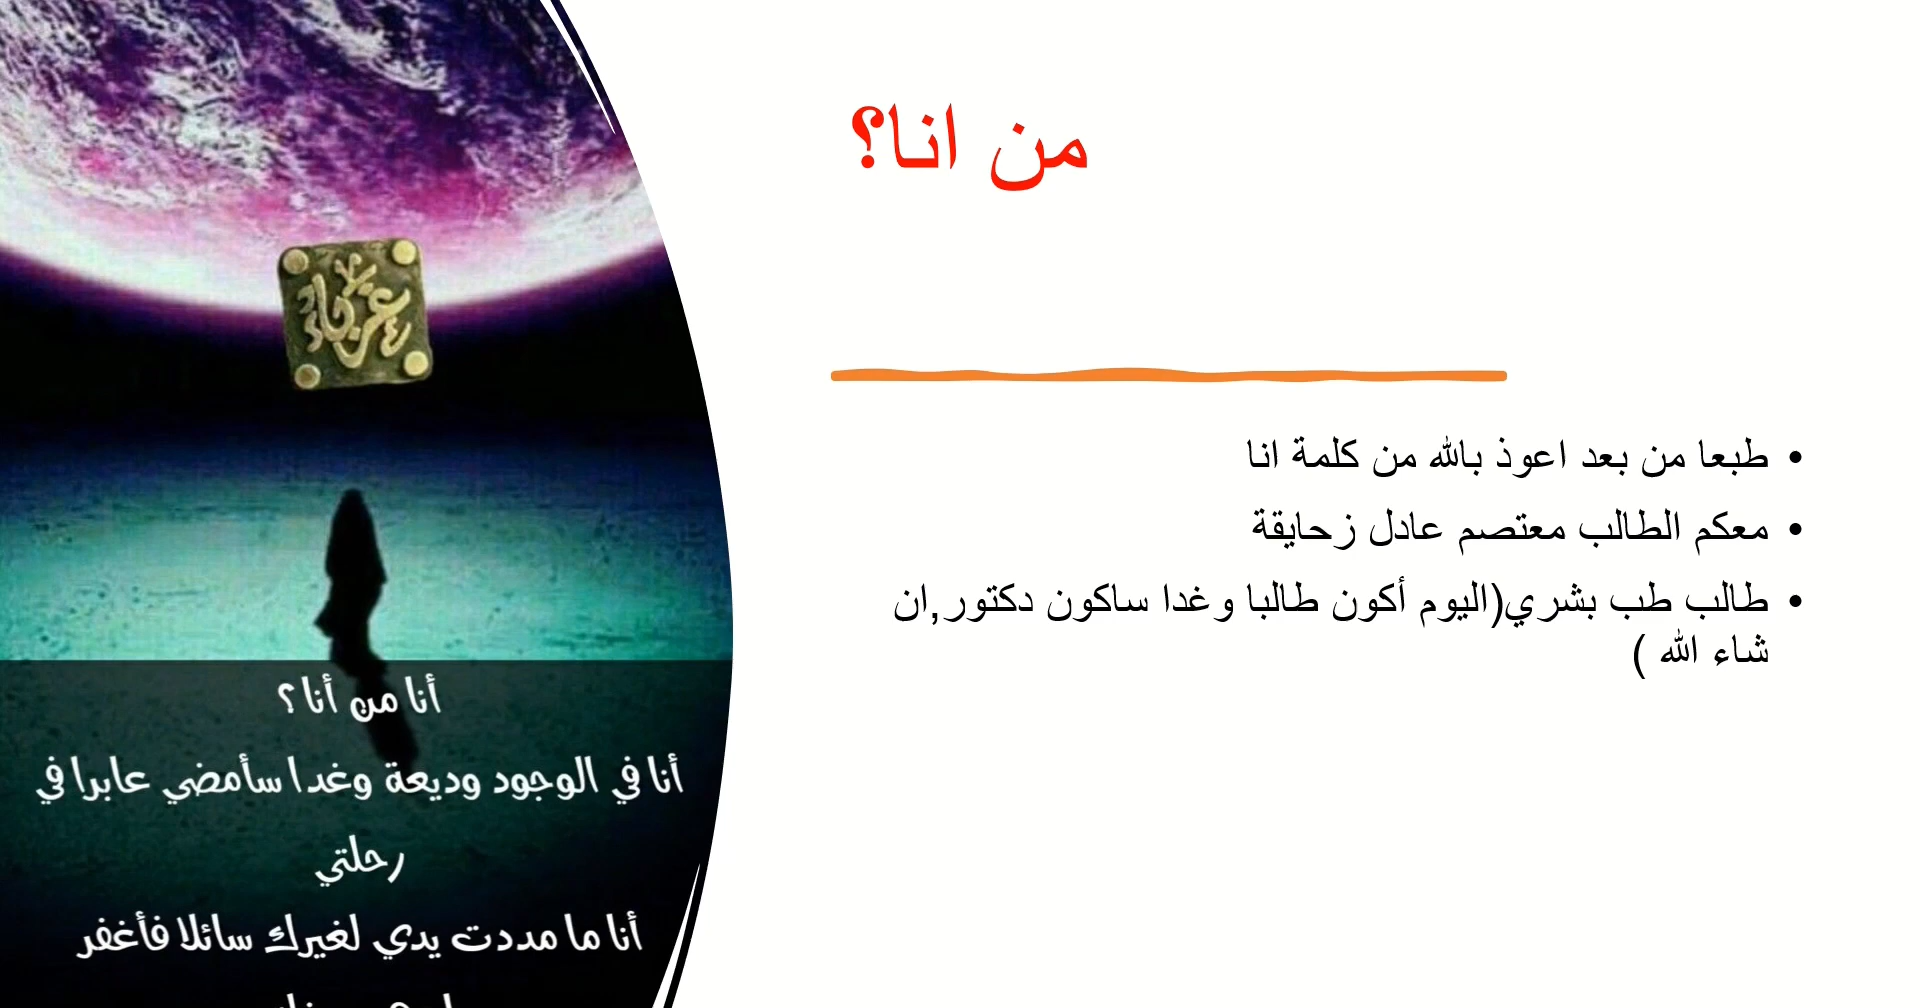 من انا؟
• طبعا من بعد اعوذ بالله من كلمة انا
• معكم الطالب معتصم عادل زحايقة
• طالب طب بشري(اليوم أكون طالبا وغدا ساكون دكتور,ان
شاء الله )
غرباء
أنا من أنا؟
أنا في الوجود وديعة وغدا سأمضي عابرا في
رحلتي
أنا ما مددت يدي لغيرك سائلا فأغفر